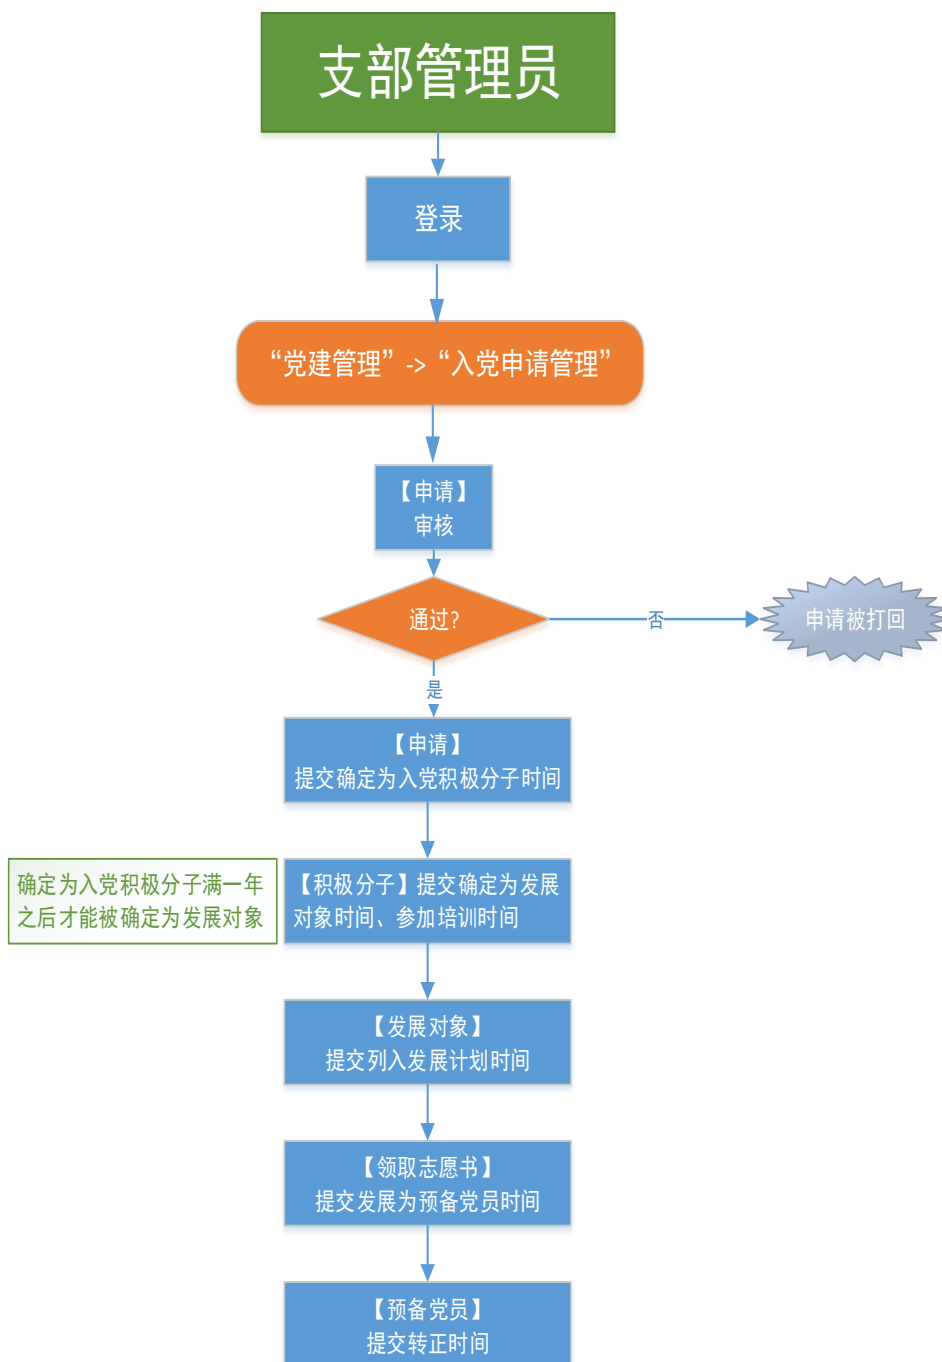 支部管理员
登录
“党建管理” -> “入党申请管理”
【申请】
审核
通过?
否
申请被打回
是
【申请】
提交确定为入党积极分子时间
确定为入党积极分子满一年
之后才能被确定为发展对象
【积极分子】提交确定为发展
对象时间、参加培训时间
【发展对象】
提交列入发展计划时间
【领取志愿书】
提交发展为预备党员时间
【预备党员】
提交转正时间